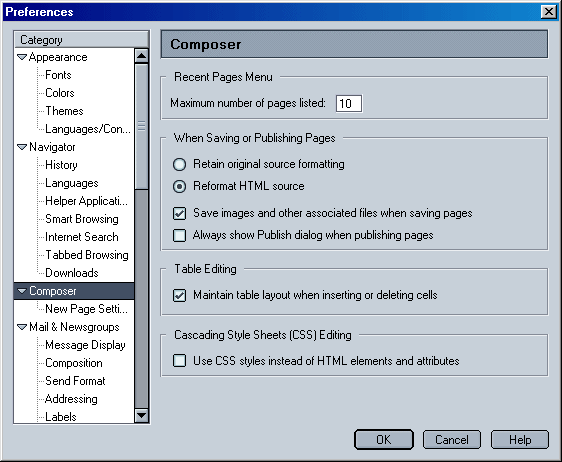 Preferences
Category
Appearance
Fonts
Colors
Themes
Languages/Con...
Navigator
History
Languages
Helper Applicati...
Smart Browsing
Internet Search
Tabbed Browsing
Downloads
Composer
New Page Setti...
Mail & Newsgroups
Message Display
Composition
Send Format
Addressing
Labels
Composer
Recent Pages Menu
Maximum number of pages listed: 10
When Saving or Publishing Pages
Retain original source formatting
Reformat HTML source
Save images and other associated files when saving pages
Always show Publish dialog when publishing pages
Table Editing
Maintain table layout when inserting or deleting cells
Cascading Style Sheets (CSS) Editing
Use CSS styles instead of HTML elements and attributes
OK Cancel Help